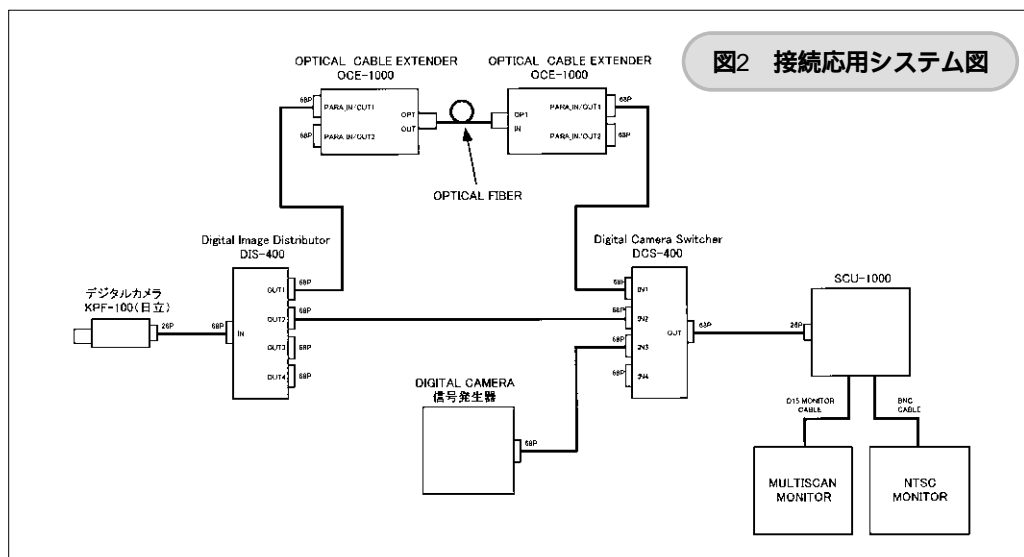 図2 接続応用システム図
OPTICAL CABLE EXTENDER
OCE-1000
OPTICAL CABLE EXTENDER
OCE-1000
68P
PARA.IN/OUT1
68P
PARA.IN/OUT2
OPT
OUT
OPT
IN
PARA.IN/OUT1
68P
PARA.IN/OUT2
68P
OPTICAL FIBER
Digital Image Distributor
DIS-400
デジタルカメラ
KPF-100(日立)
26P
68P
IN
OUT1
68P
OUT2
68P
OUT3
68P
OUT4
68P
Digital Camera Switcher
DCS-400
68P
IN1
68P
IN2
68P
IN3
68P
IN4
OUT
68P
SCU-1000
26P
DIGITAL CAMERA
信号発生器
68P
D15 MONITOR
CABLE
BNC
CABLE
MULTISCAN
MONITOR
NTSC
MONITOR